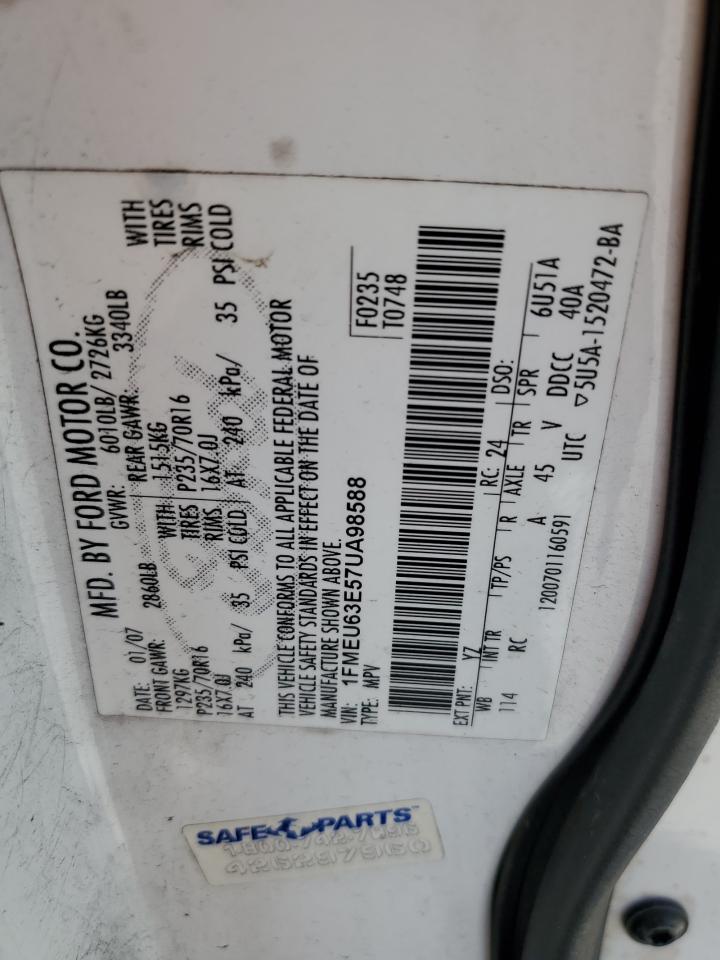 MFD. BY FORD MOTOR CO.
DATE: 01/07 GVWR: 6010LB/ 2726KG
FRONT GAWR: 2860LB REAR GAWR: 3340LB
1297KG WITH 1515KG WITH
P235/70R16 TIRES P235/70R16 TIRES
16X7.0J RIMS 16X7.0J RIMS
AT 240 kPa/ 35 PSI COLD AT 240 kPa/ 35 PSI COLD
THIS VEHICLE CONFORMS TO ALL APPLICABLE FEDERAL MOTOR
VEHICLE SAFETY STANDARDS IN EFFECT ON THE DATE OF
MANUFACTURE SHOWN ABOVE.
VIN: 1FMEU63E57UA98588
TYPE: MPV
F0235
T0748
EXT PNT: YZ RC: 24 DSO:
WB INT TR TP/PS R AXLE TR SPR 6U51A
114 RC A 45 V DDCC 40A
1200701160591 UTC ▽5U5A-1520472-BA
SAFE PARTS™